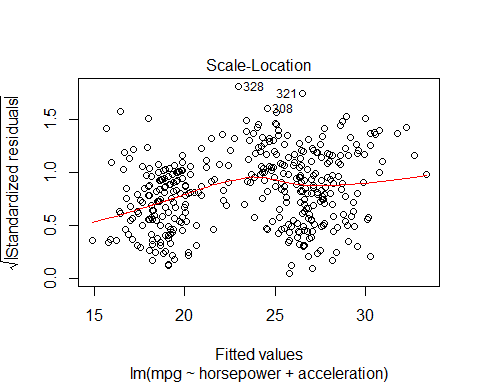 Scale-Location
√|Standardized residuals|
1.5
1.0
0.5
0.0
328
321
308
15 20 25 30
Fitted values
lm(mpg ~ horsepower + acceleration)